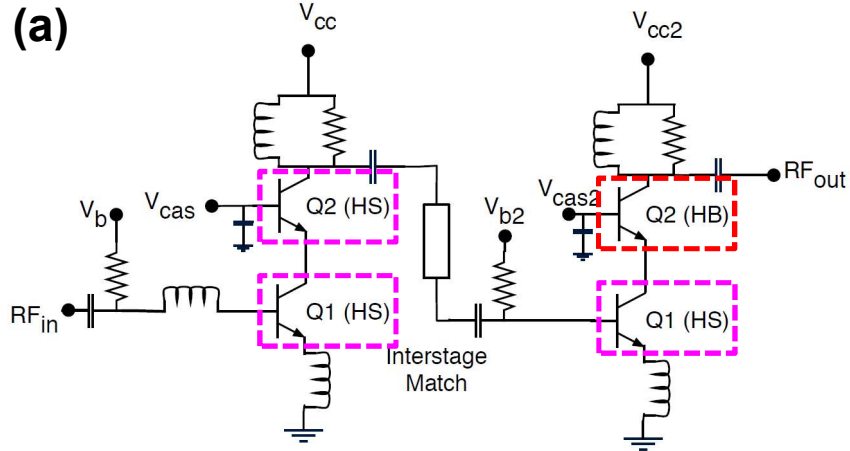 (a)
Vcc
Vcc2
Vb
Vcas
Q2 (HS)
Vb2
Vcas2
Q2 (HB)
RFout
RFin
Q1 (HS)
Q1 (HS)
Interstage
Match